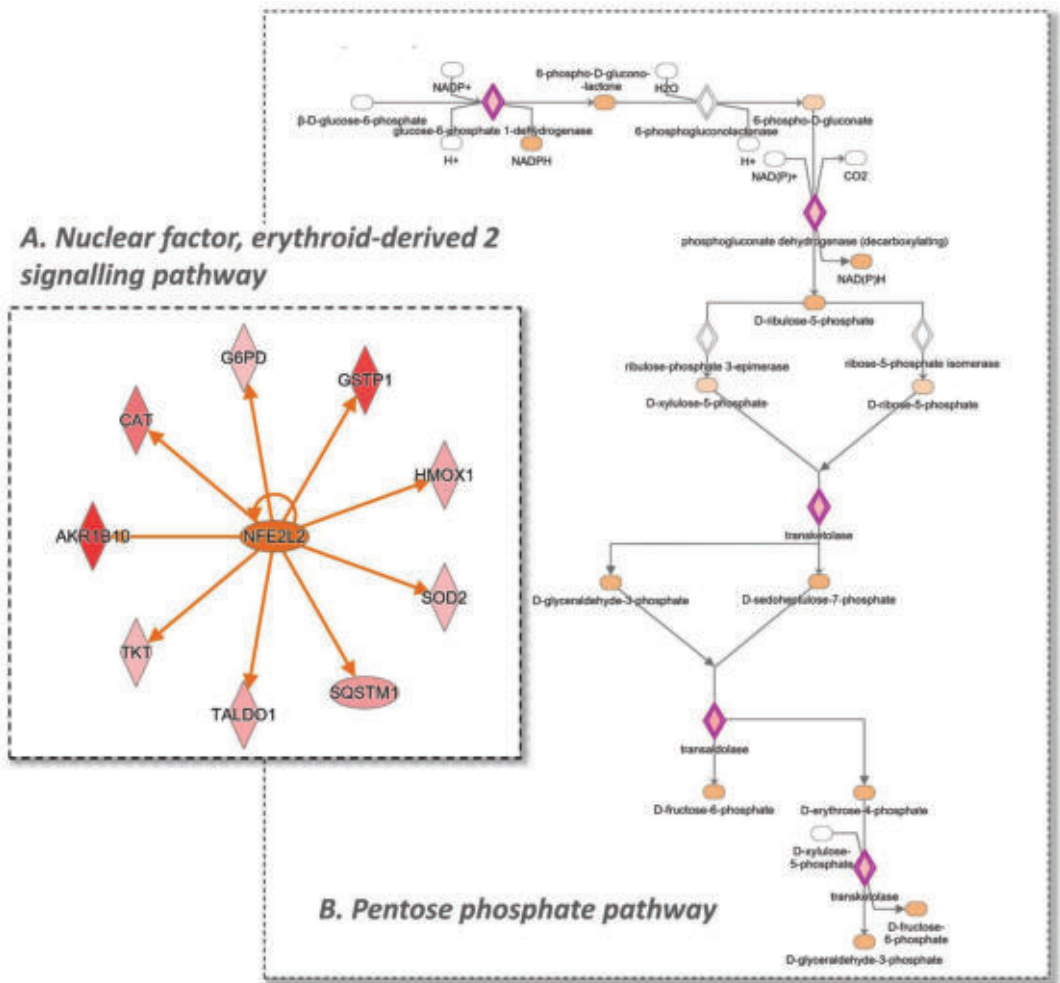 NADP+
6-phospho-D-glucono
-lactone
H2O
β-D-glucose-6-phosphate
glucose-6-phosphate 1-dehydrogenase
6-phosphogluconolactenase
6-phospho-D-gluconate
H+
NADPH
H+
NAD(P)+
CO2
phosphogluconate dehydrogenase (decarboxylating)
NAD(P)H
D-ribulose-5-phosphate
ribulose-phosphate 3-epimerase
ribose-5-phosphate isomerase
D-xylulose-5-phosphate
D-ribose-5-phosphate
transketolase
D-glyceraldehyde-3-phosphate
D-sedoheptulose-7-phosphate
transaldolase
D-fructose-6-phosphate
D-erythrose-4-phosphate
D-xylulose-
5-phosphate
transketolase
D-fructose-
6-phosphate
D-glyceraldehyde-3-phosphate
B. Pentose phosphate pathway
A. Nuclear factor, erythroid-derived 2
signalling pathway
G6PD
GSTP1
CAT
HMOX1
AKR1B10
NFE2L2
SOD2
TKT
SQSTM1
TALDO1